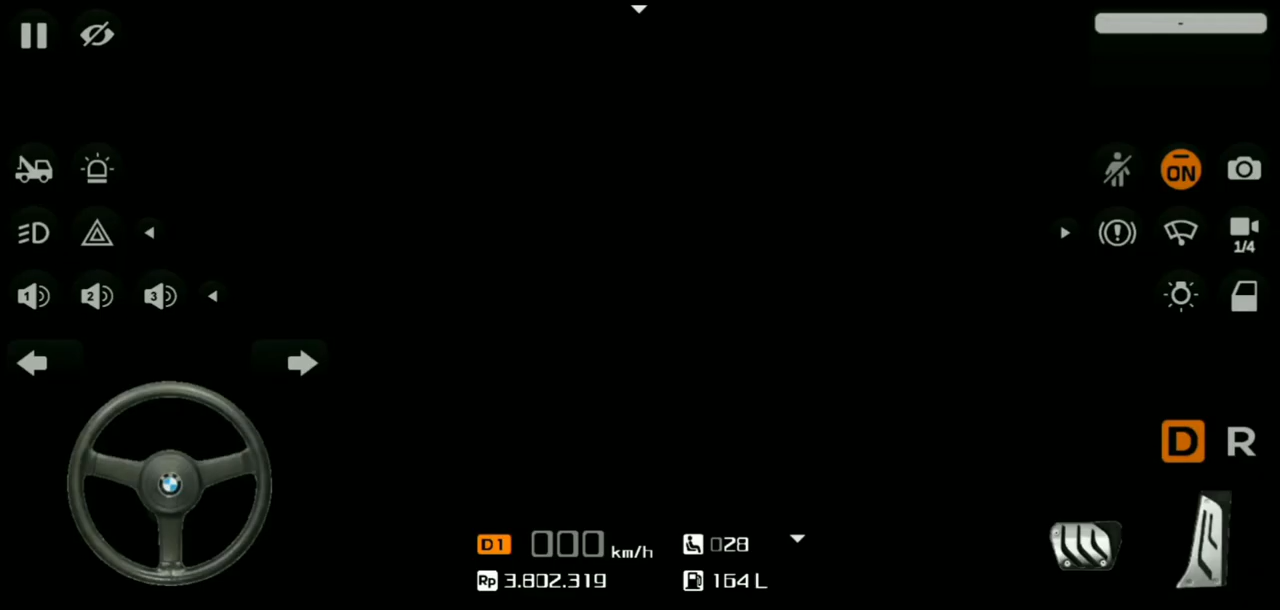 -
ON
1/4
1 2 3
D R
D1 000 km/h 028
Rp 3.802.319 164 L